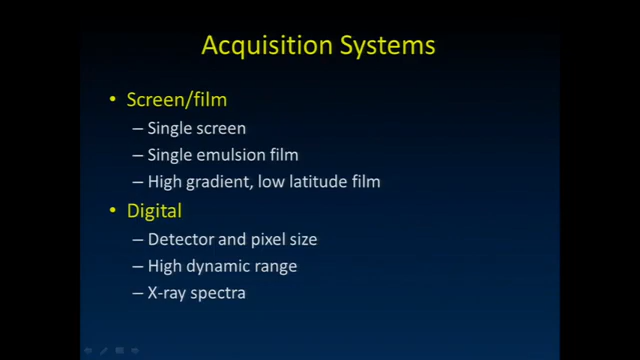 Acquisition Systems
• Screen/film
– Single screen
– Single emulsion film
– High gradient, low latitude film
• Digital
– Detector and pixel size
– High dynamic range
– X-ray spectra